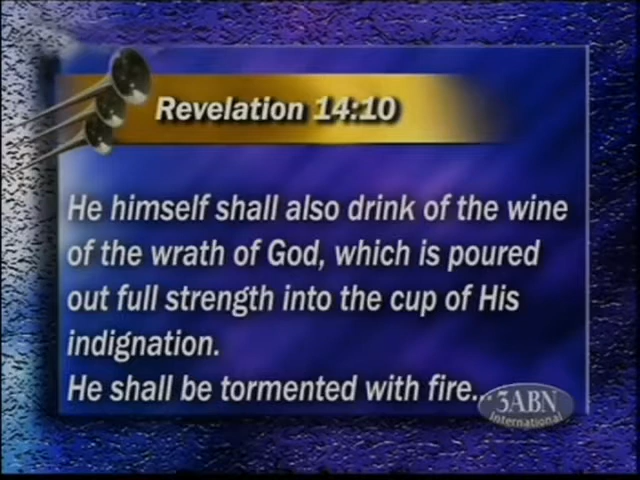 Revelation 14:10
He himself shall also drink of the wine
of the wrath of God, which is poured
out full strength into the cup of His
indignation.
He shall be tormented with fire...
3ABN
International